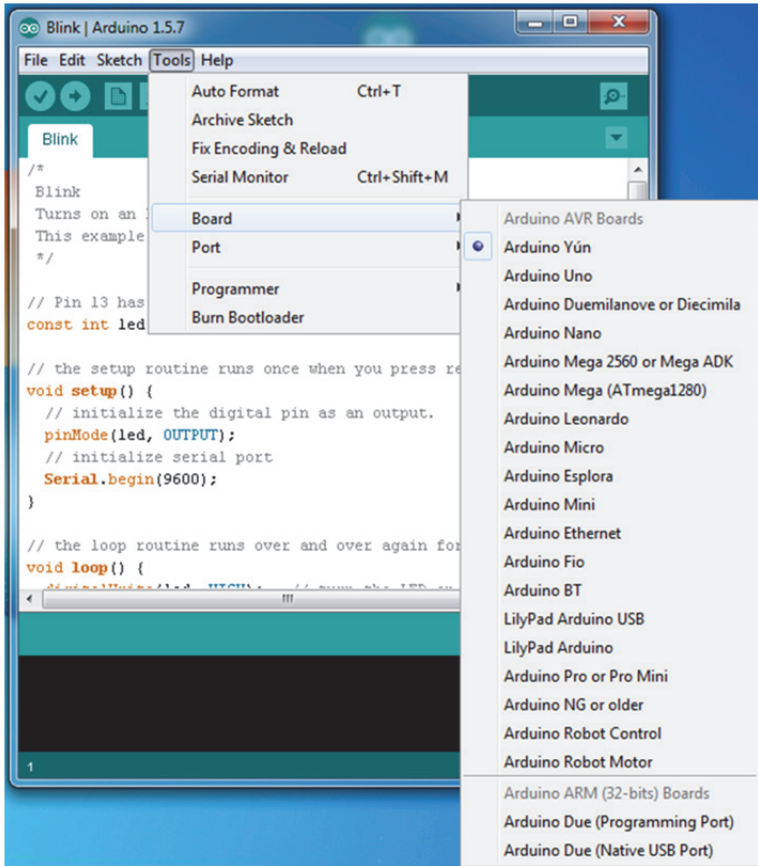 Blink | Arduino 1.5.7
File Edit Sketch Tools Help
Auto Format Ctrl+T
Archive Sketch
Fix Encoding & Reload
Serial Monitor Ctrl+Shift+M
Board
Port
Programmer
Burn Bootloader
Blink
/*
Blink
Turns on an
This example
*/
// Pin 13 has
const int led
// the setup routine runs once when you press re
void setup() {
// initialize the digital pin as an output.
pinMode(led, OUTPUT);
// initialize serial port
Serial.begin(9600);
}
// the loop routine runs over and over again for
void loop() {
1
Arduino AVR Boards
Arduino Yún
Arduino Uno
Arduino Duemilanove or Diecimila
Arduino Nano
Arduino Mega 2560 or Mega ADK
Arduino Mega (ATmega1280)
Arduino Leonardo
Arduino Micro
Arduino Esplora
Arduino Mini
Arduino Ethernet
Arduino Fio
Arduino BT
LilyPad Arduino USB
LilyPad Arduino
Arduino Pro or Pro Mini
Arduino NG or older
Arduino Robot Control
Arduino Robot Motor
Arduino ARM (32-bits) Boards
Arduino Due (Programming Port)
Arduino Due (Native USB Port)